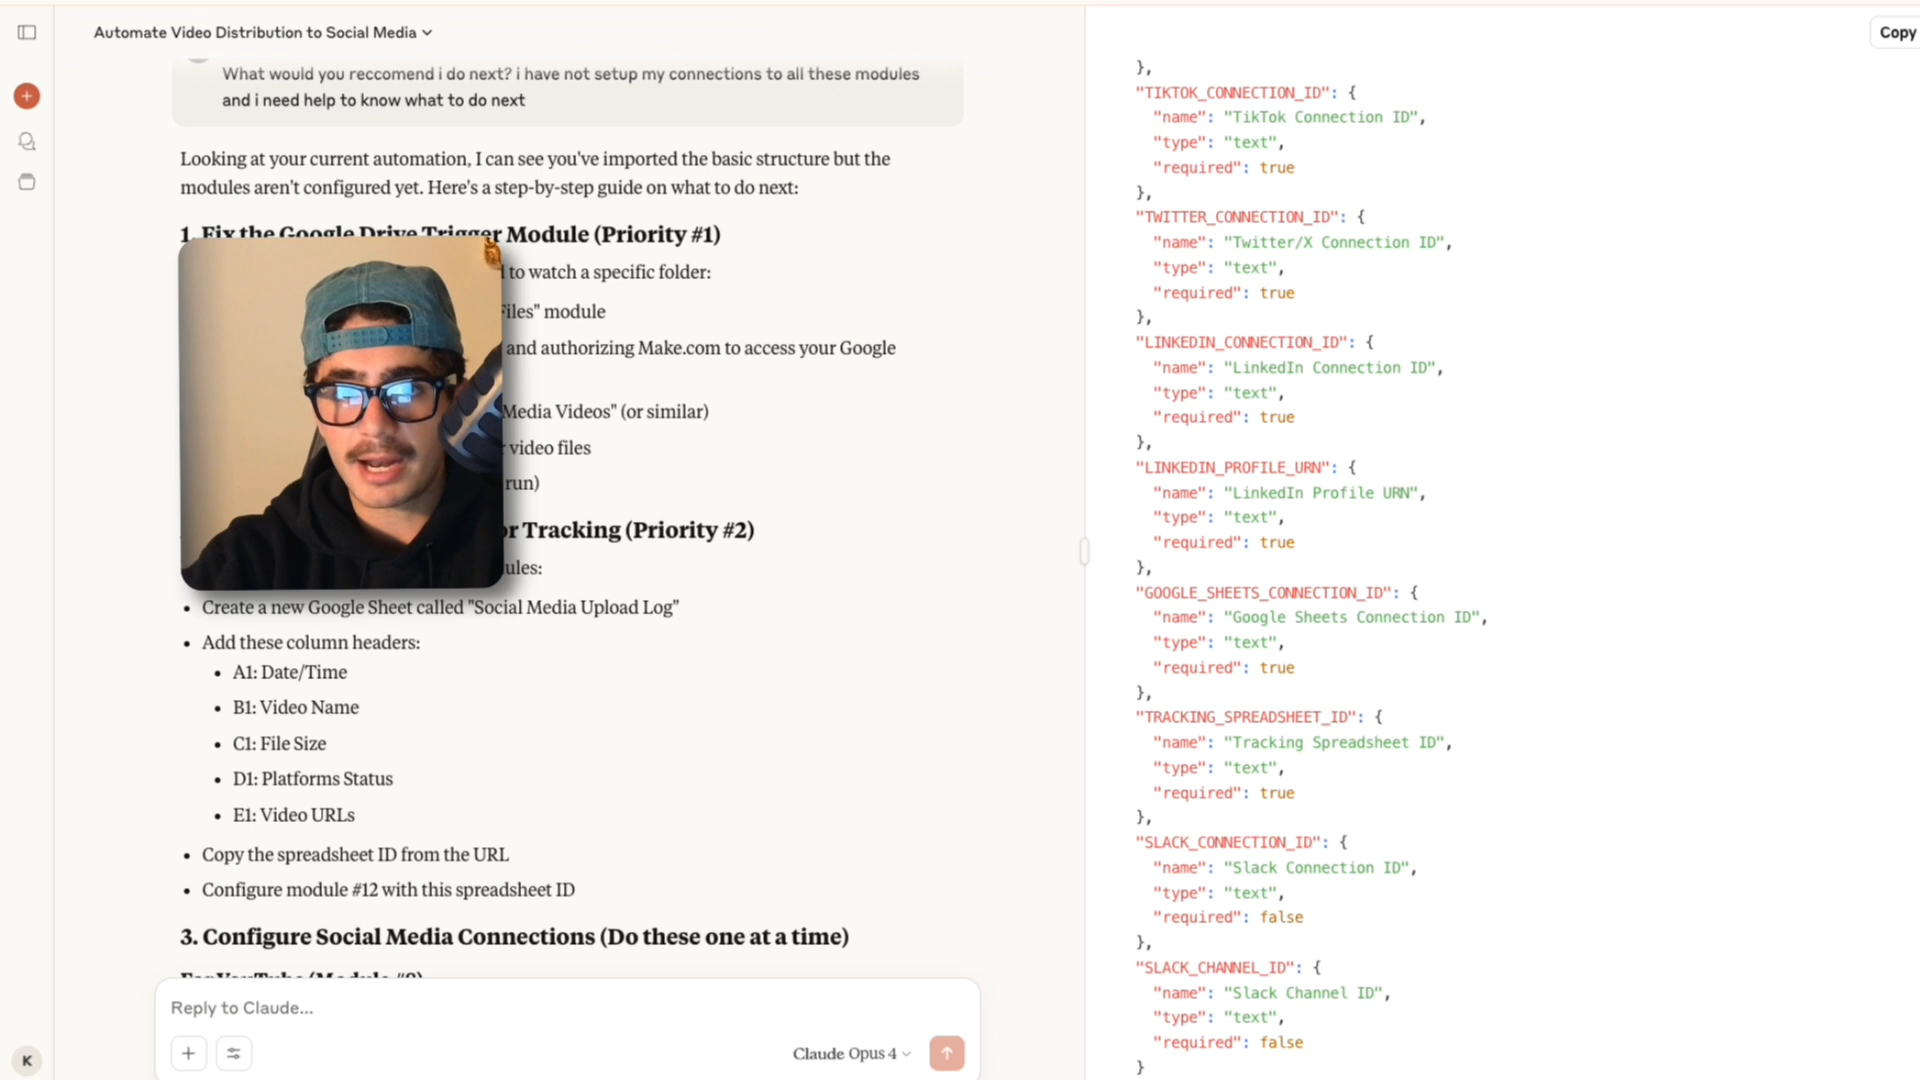 Automate Video Distribution to Social Media
What would you reccomend i do next? i have not setup my connections to all these modules
and i need help to know what to do next
Looking at your current automation, I can see you've imported the basic structure but the
modules aren't configured yet. Here's a step-by-step guide on what to do next:
1. Fix the Google Drive Trigger Module (Priority #1)
to watch a specific folder:
Files" module
and authorizing Make.com to access your Google
Media Videos" (or similar)
video files
run)
or Tracking (Priority #2)
Create a new Google Sheet called "Social Media Upload Log"
Add these column headers:
A1: Date/Time
B1: Video Name
C1: File Size
D1: Platforms Status
E1: Video URLs
Copy the spreadsheet ID from the URL
Configure module #12 with this spreadsheet ID
3. Configure Social Media Connections (Do these one at a time)
Reply to Claude...
Claude Opus 4
K
Copy
},
"TIKTOK_CONNECTION_ID": {
"name": "TikTok Connection ID",
"type": "text",
"required": true
},
"TWITTER_CONNECTION_ID": {
"name": "Twitter/X Connection ID",
"type": "text",
"required": true
},
"LINKEDIN_CONNECTION_ID": {
"name": "LinkedIn Connection ID",
"type": "text",
"required": true
},
"LINKEDIN_PROFILE_URN": {
"name": "LinkedIn Profile URN",
"type": "text",
"required": true
},
"GOOGLE_SHEETS_CONNECTION_ID": {
"name": "Google Sheets Connection ID",
"type": "text",
"required": true
},
"TRACKING_SPREADSHEET_ID": {
"name": "Tracking Spreadsheet ID",
"type": "text",
"required": true
},
"SLACK_CONNECTION_ID": {
"name": "Slack Connection ID",
"type": "text",
"required": false
},
"SLACK_CHANNEL_ID": {
"name": "Slack Channel ID",
"type": "text",
"required": false
}